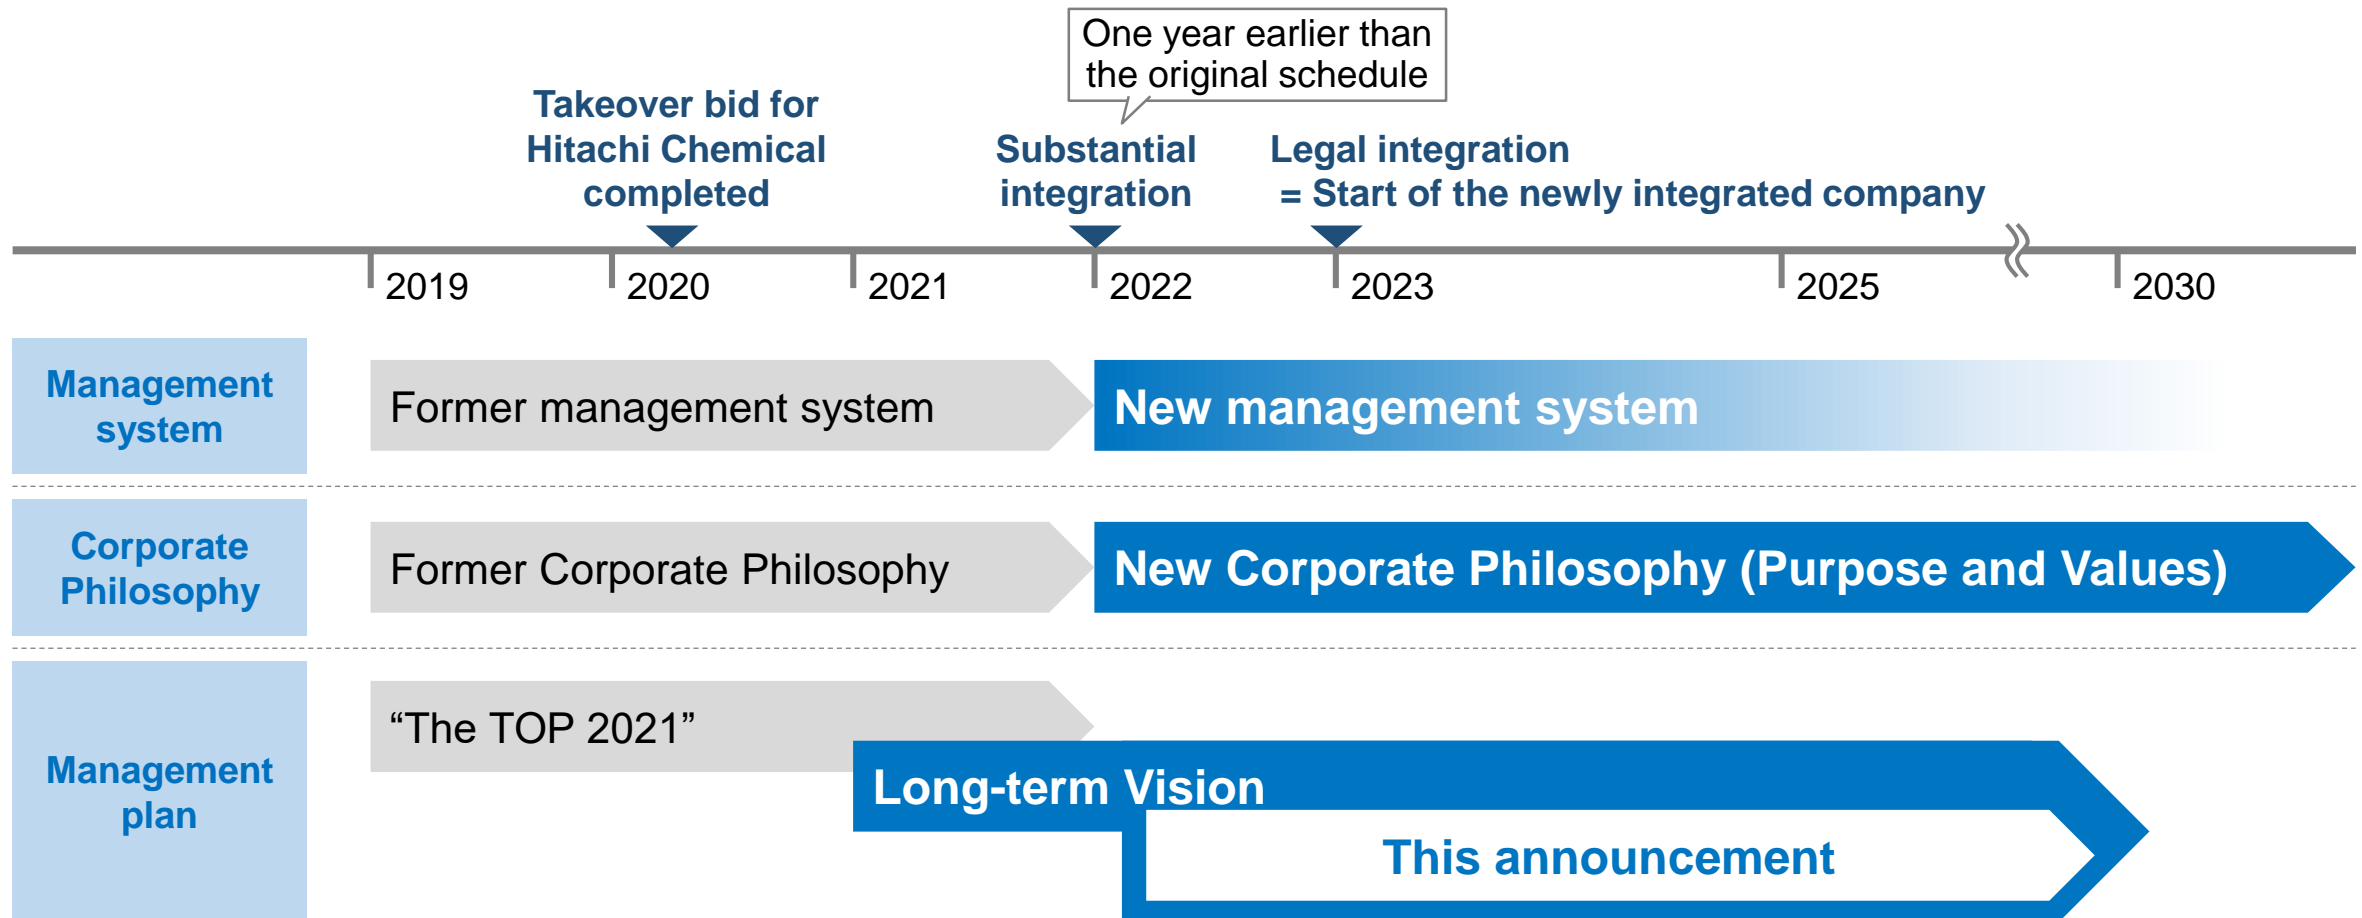 One year earlier than
the original schedule
Takeover bid for
Hitachi Chemical
completed
Substantial
integration
Legal integration
= Start of the newly integrated company
2019
2020
2021
2022
2023
2025
2030
Management
system
Former management system
New management system
Corporate
Philosophy
Former Corporate Philosophy
New Corporate Philosophy (Purpose and Values)
Management
plan
“The TOP 2021”
Long-term Vision
This announcement